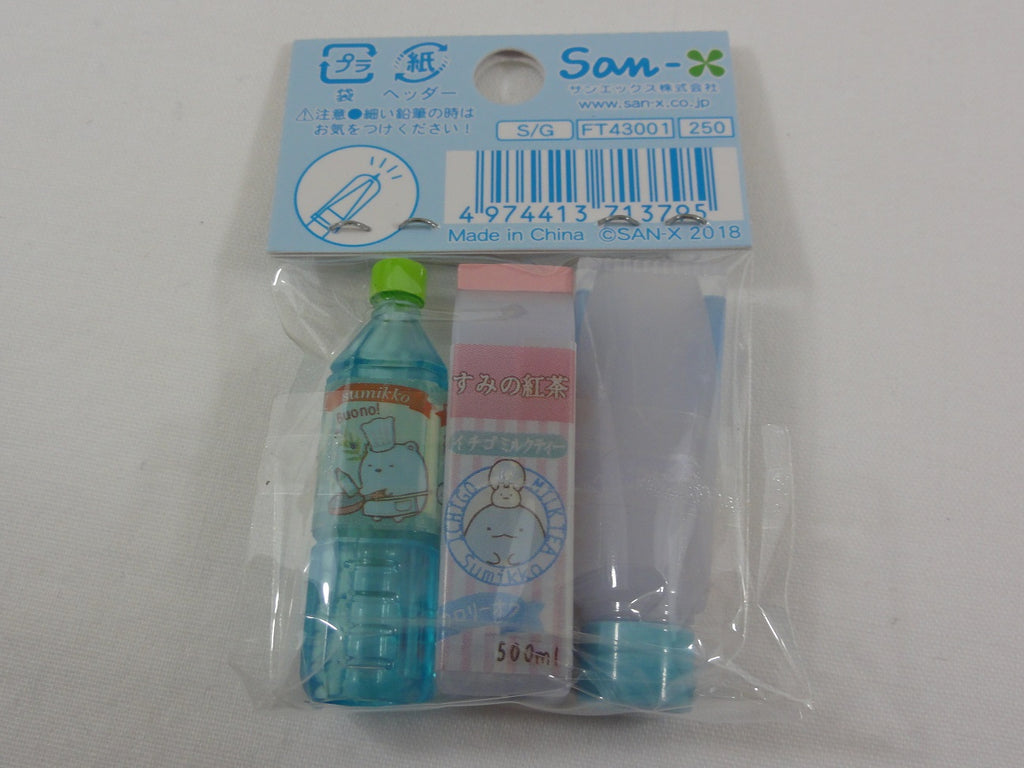 プラ
袋
紙
ヘッダー
San-
サンエックス株式会社
www.san-x.co.jp
⚠注意●細い鉛筆の時は
お気をつけください!
S/G FT43001 250
4 974413 713705
Made in China ©SAN-X 2018
sumikko
Buono!
すみの紅茶
イチゴミルクティー
ICHIGO MILK TEA
Sumikko
500ml